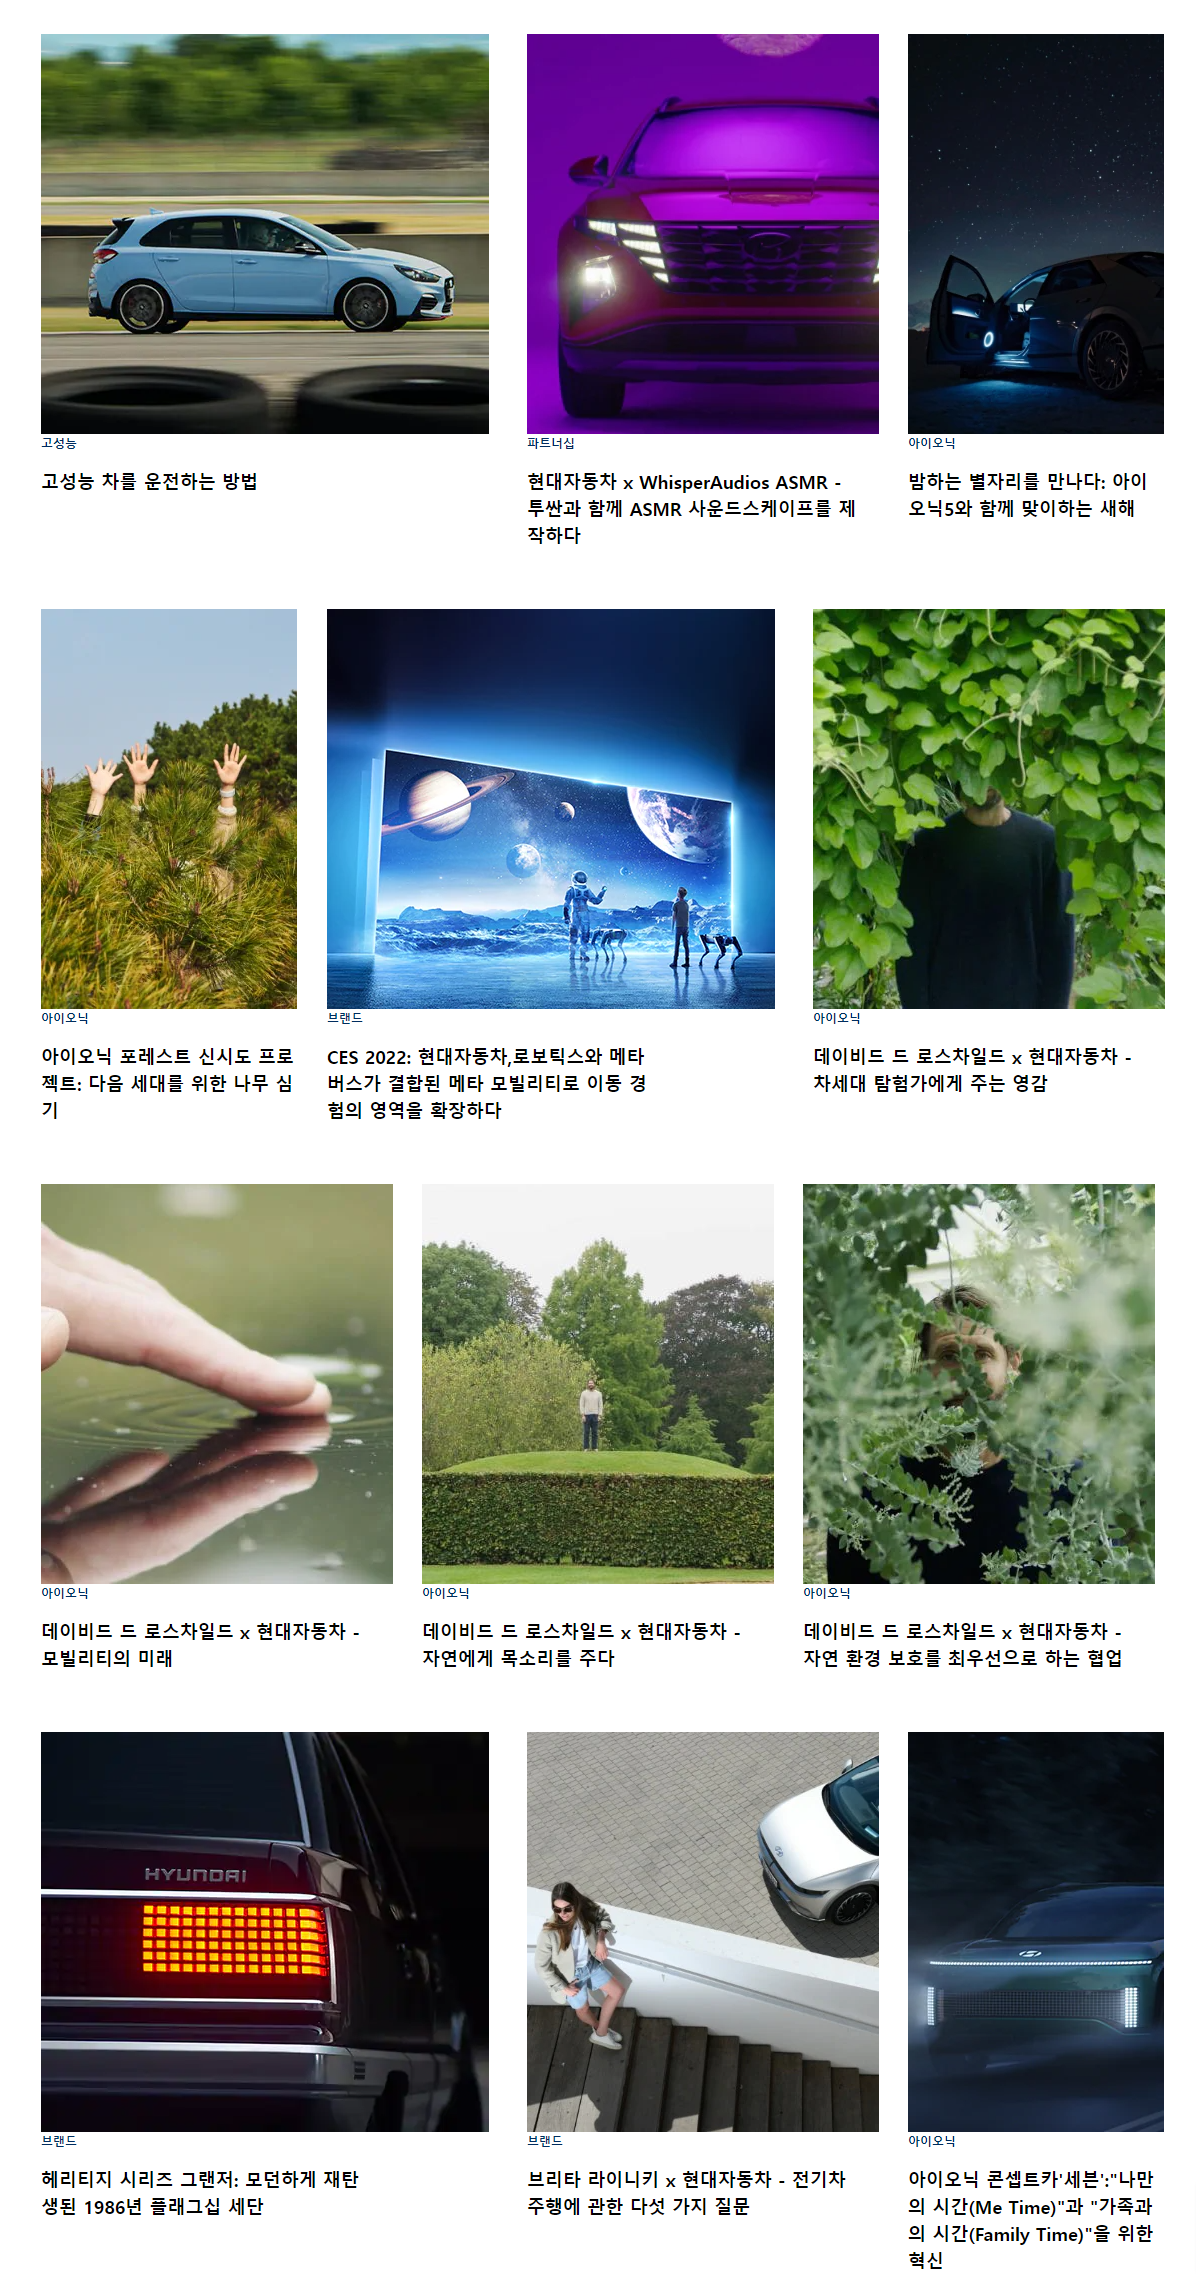 고성능
고성능 차를 운전하는 방법
파트너십
현대자동차 x WhisperAudios ASMR -
투싼과 함께 ASMR 사운드스케이프를 제
작하다
아이오닉
밤하는 별자리를 만나다: 아이
오닉5와 함께 맞이하는 새해
아이오닉
아이오닉 포레스트 신시도 프로
젝트: 다음 세대를 위한 나무 심
기
브랜드
CES 2022: 현대자동차,로보틱스와 메타
버스가 결합된 메타 모빌리티로 이동 경
험의 영역을 확장하다
아이오닉
데이비드 드 로스차일드 x 현대자동차 -
차세대 탐험가에게 주는 영감
아이오닉
데이비드 드 로스차일드 x 현대자동차 -
모빌리티의 미래
아이오닉
데이비드 드 로스차일드 x 현대자동차 -
자연에게 목소리를 주다
아이오닉
데이비드 드 로스차일드 x 현대자동차 -
자연 환경 보호를 최우선으로 하는 협업
HYUNDAI
브랜드
헤리티지 시리즈 그랜저: 모던하게 재탄
생된 1986년 플래그십 세단
브랜드
브리타 라이니키 x 현대자동차 - 전기차
주행에 관한 다섯 가지 질문
아이오닉
아이오닉 콘셉트카'세븐':"나만
의 시간(Me Time)"과 "가족과
의 시간(Family Time)"을 위한
혁신